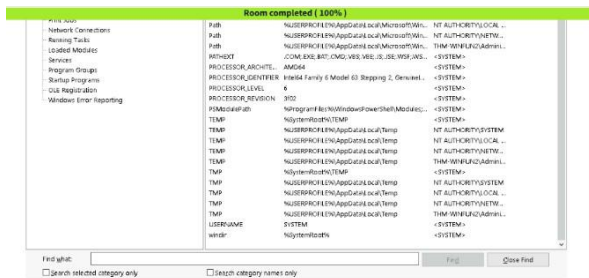 Room completed ( 100% )
Print Jobs
Network Connections
Running Tasks
Loaded Modules
Services
Program Groups
Startup Programs
OLE Registration
Windows Error Reporting
Path %USERPROFILE%\AppData\Local\Microsoft\Win... NT AUTHORITY\LOCAL ...
Path %USERPROFILE%\AppData\Local\Microsoft\Win... NT AUTHORITY\NETW...
Path %USERPROFILE%\AppData\Local\Microsoft\Win... THM-WINFUN2\Admini...
PATHEXT .COM;.EXE;.BAT;.CMD;.VBS;.VBE;.JS;.JSE;.WSF;.WS... <SYSTEM>
PROCESSOR_ARCHITE... AMD64 <SYSTEM>
PROCESSOR_IDENTIFIER Intel64 Family 6 Model 63 Stepping 2, GenuineI... <SYSTEM>
PROCESSOR_LEVEL 6 <SYSTEM>
PROCESSOR_REVISION 3f02 <SYSTEM>
PSModulePath %ProgramFiles%\WindowsPowerShell\Modules;... <SYSTEM>
TEMP %SystemRoot%\TEMP <SYSTEM>
TEMP %USERPROFILE%\AppData\Local\Temp NT AUTHORITY\SYSTEM
TEMP %USERPROFILE%\AppData\Local\Temp NT AUTHORITY\LOCAL ...
TEMP %USERPROFILE%\AppData\Local\Temp NT AUTHORITY\NETW...
TEMP %USERPROFILE%\AppData\Local\Temp THM-WINFUN2\Admini...
TMP %SystemRoot%\TEMP <SYSTEM>
TMP %USERPROFILE%\AppData\Local\Temp NT AUTHORITY\SYSTEM
TMP %USERPROFILE%\AppData\Local\Temp NT AUTHORITY\LOCAL ...
TMP %USERPROFILE%\AppData\Local\Temp NT AUTHORITY\NETW...
TMP %USERPROFILE%\AppData\Local\Temp THM-WINFUN2\Admini...
USERNAME SYSTEM <SYSTEM>
windir %SystemRoot% <SYSTEM>
Find what: Find Close Find
Search selected category only Search category names only